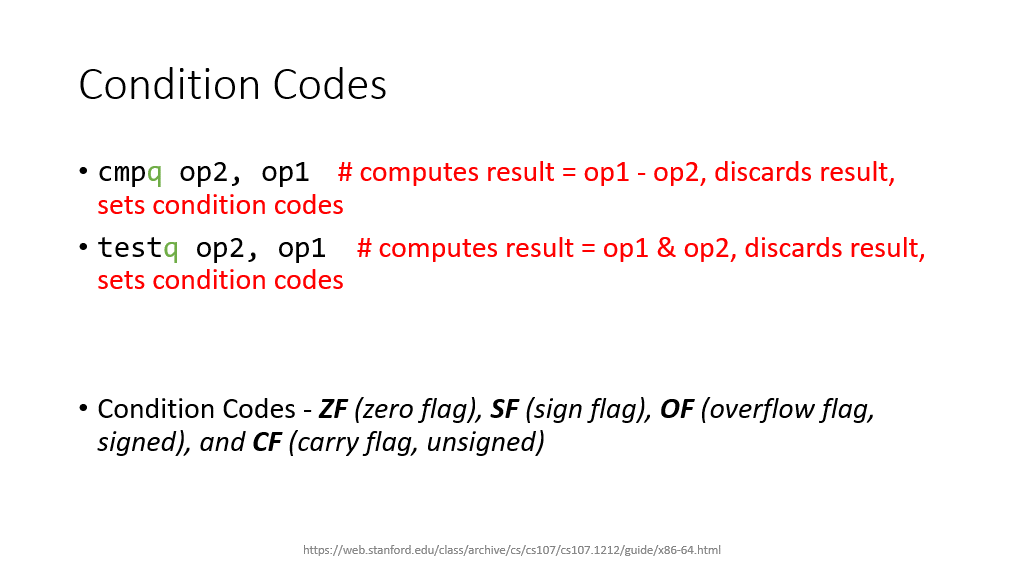 Condition Codes
• cmpq op2, op1 # computes result = op1 - op2, discards result,
sets condition codes
• testq op2, op1 # computes result = op1 & op2, discards result,
sets condition codes
• Condition Codes - ZF (zero flag), SF (sign flag), OF (overflow flag,
signed), and CF (carry flag, unsigned)
https://web.stanford.edu/class/archive/cs/cs107/cs107.1212/guide/x86-64.html